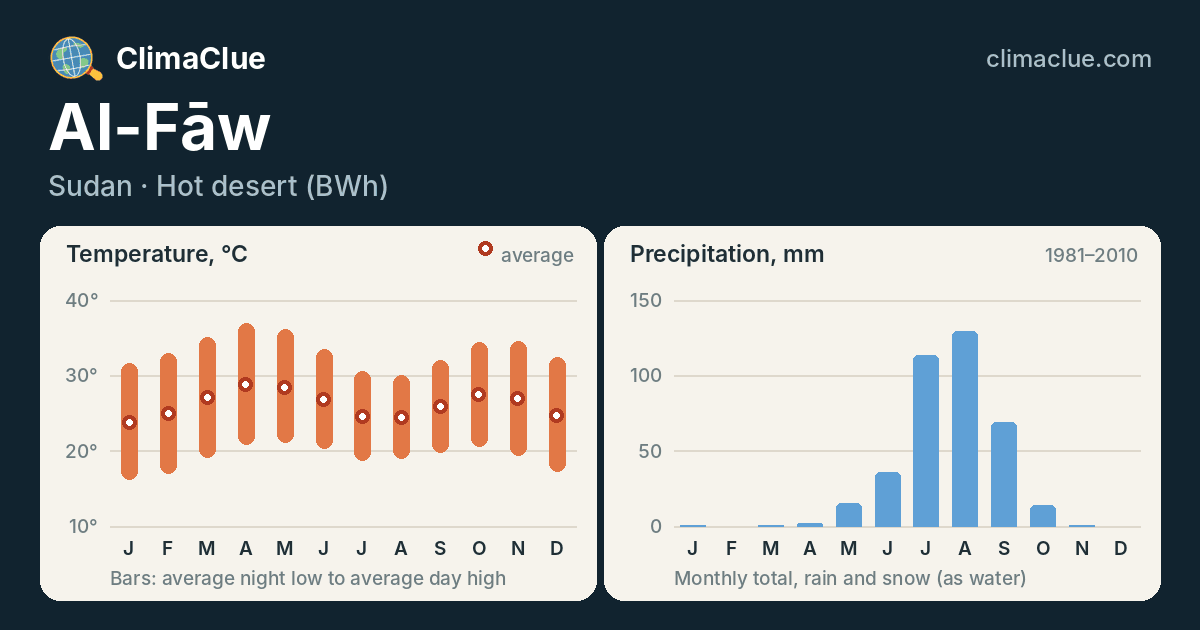 ClimaClue
climaclue.com
Al-Fāw
Sudan · Hot desert (BWh)
Temperature, °C
average
40°
30°
20°
10°
J F M A M J J A S O N D
Bars: average night low to average day high
Precipitation, mm
1981–2010
150
100
50
0
J F M A M J J A S O N D
Monthly total, rain and snow (as water)